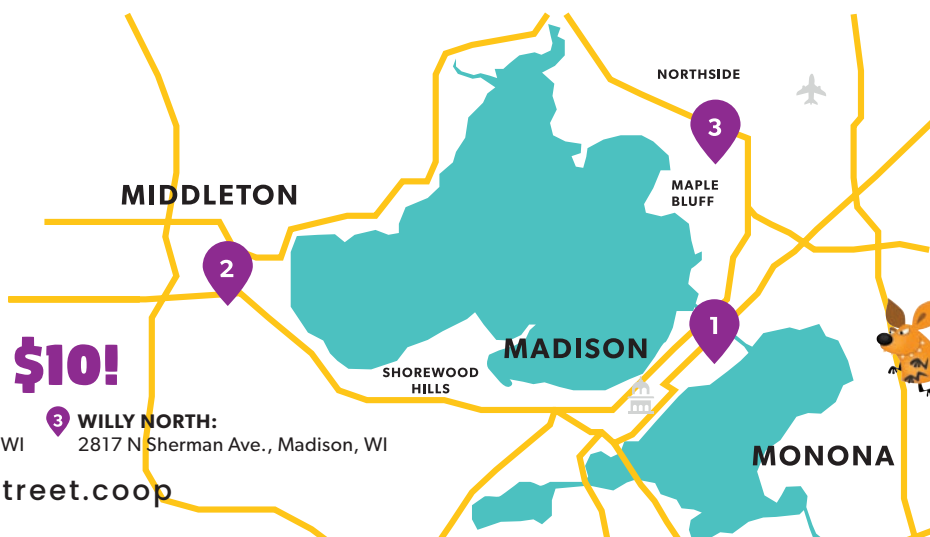 NORTHSIDE
3
MAPLE
BLUFF
MIDDLETON
2
1
MADISON
$10!
SHOREWOOD
HILLS
3 WILLY NORTH:
WI
2817 N Sherman Ave., Madison, WI
MONONA
treet.coop